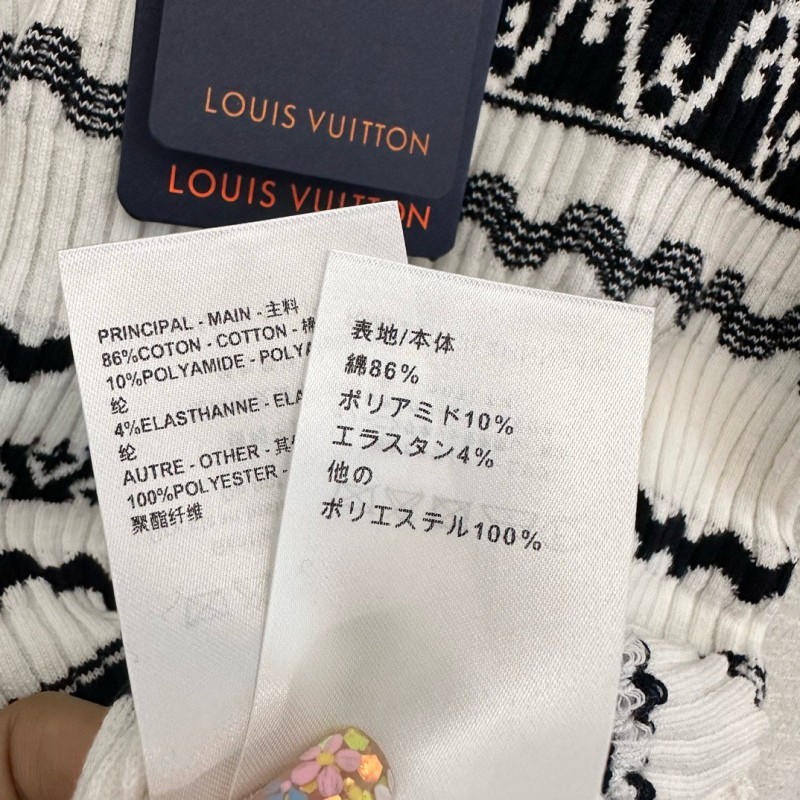 LOUIS VUITTON
LOUIS VUITTON
PRINCIPAL - MAIN - 主料
86%COTON - COTTON - 棉
10%POLYAMIDE -
纶
4%ELASTHANNE -
纶
AUTRE - OTHER -
100%POLYESTER -
聚酯纤维
表地/本体
綿86%
ポリアミド10%
エラスタン4%
他の
ポリエステル100%